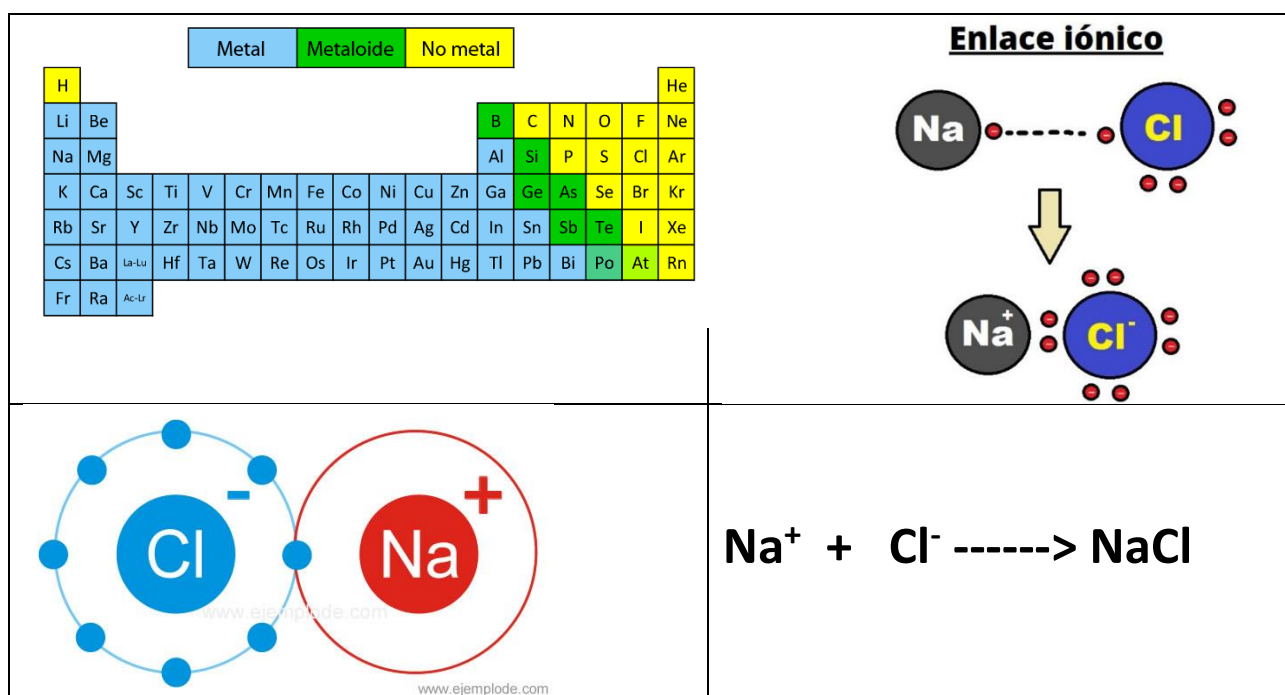 Metal Metaloide No metal
H He
Li Be B C N O F Ne
Na Mg Al Si P S Cl Ar
K Ca Sc Ti V Cr Mn Fe Co Ni Cu Zn Ga Ge As Se Br Kr
Rb Sr Y Zr Nb Mo Tc Ru Rh Pd Ag Cd In Sn Sb Te I Xe
Cs Ba La-Lu Hf Ta W Re Os Ir Pt Au Hg Tl Pb Bi Po At Rn
Fr Ra Ac-Lr
Enlace iónico
Na Cl
Na⁺ Cl⁻
Cl - Na +
www.ejemplode.com
www.ejemplode.com
Na⁺ + Cl⁻ ------> NaCl